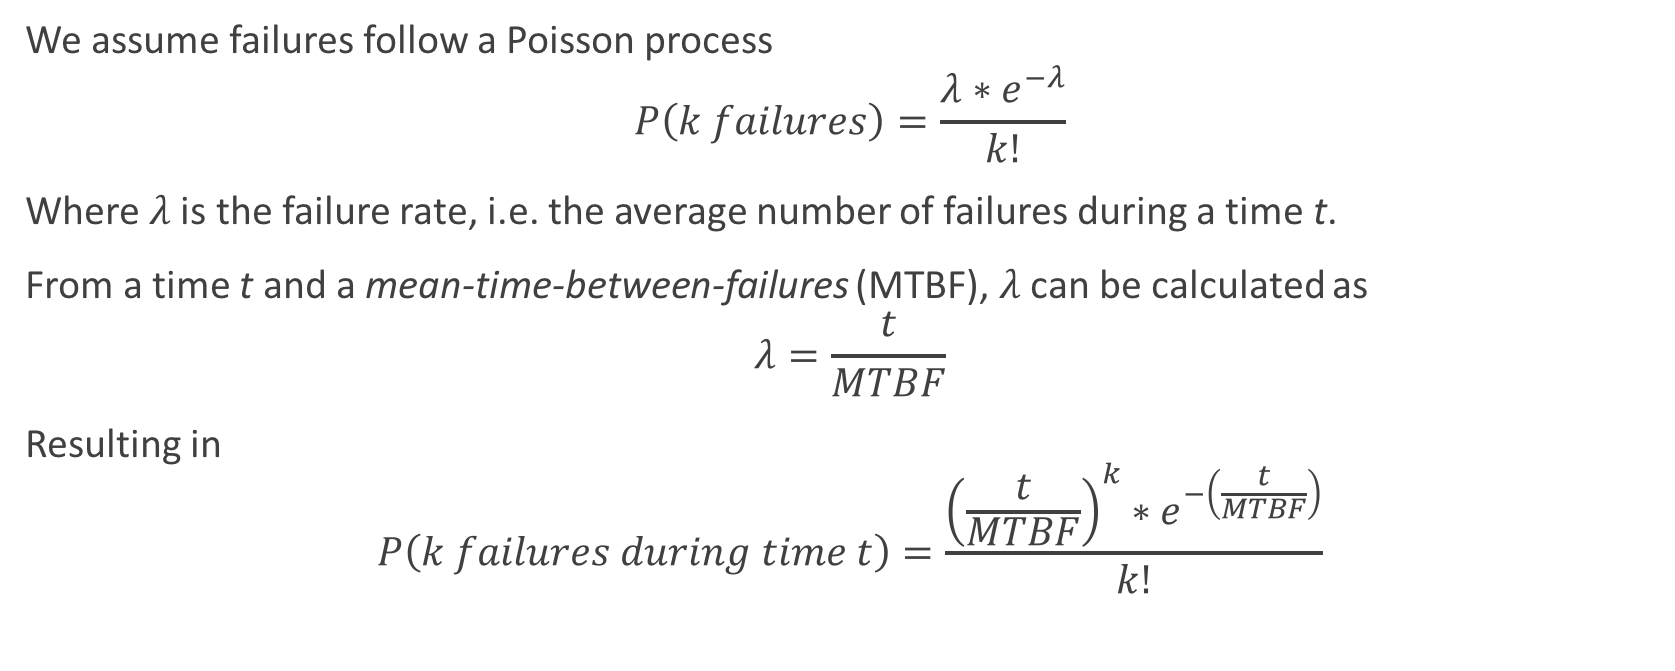 We assume failures follow a Poisson process
P(k failures) = λ * e^−λ / k!
Where λ is the failure rate, i.e. the average number of failures during a time t.
From a time t and a mean-time-between-failures (MTBF), λ can be calculated as
λ = t / MTBF
Resulting in
P(k failures during time t) = (t / MTBF)^k * e^−(t / MTBF) / k!